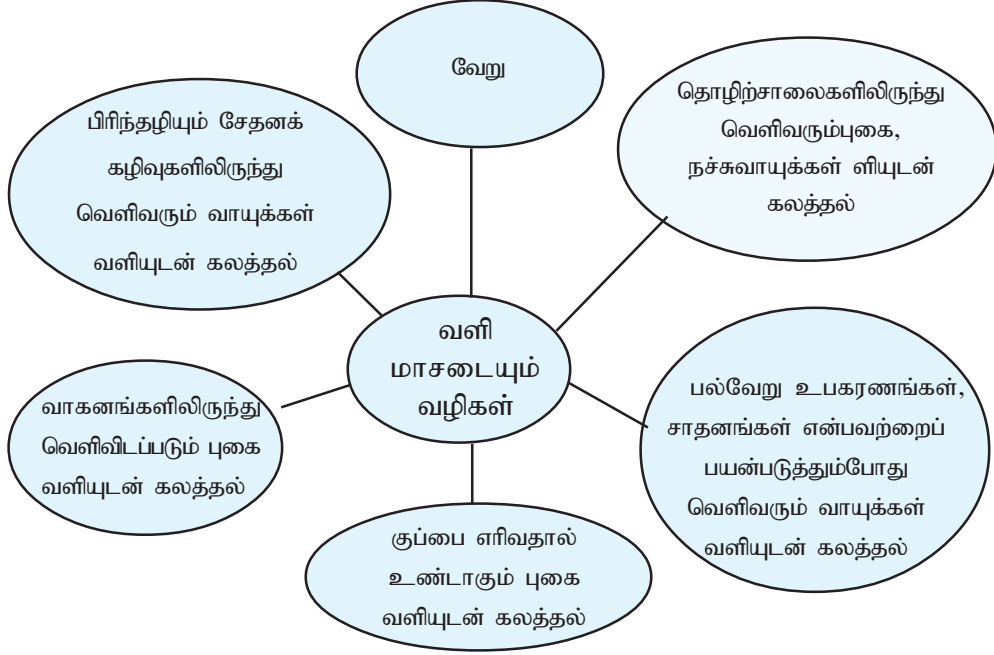 வேறு
தொழிற்சாலைகளிலிருந்து
வெளிவரும்புகை,
நச்சுவாயுக்கள் ளியுடன்
கலத்தல்
பிரிந்தழியும் சேதனக்
கழிவுகளிலிருந்து
வெளிவரும் வாயுக்கள்
வளியுடன் கலத்தல்
வளி
மாசடையும்
வழிகள்
வாகனங்களிலிருந்து
வெளிவிடப்படும் புகை
வளியுடன் கலத்தல்
பல்வேறு உபகரணங்கள்,
சாதனங்கள் என்பவற்றைப்
பயன்படுத்தும்போது
வெளிவரும் வாயுக்கள்
வளியுடன் கலத்தல்
குப்பை எரிவதால்
உண்டாகும் புகை
வளியுடன் கலத்தல்